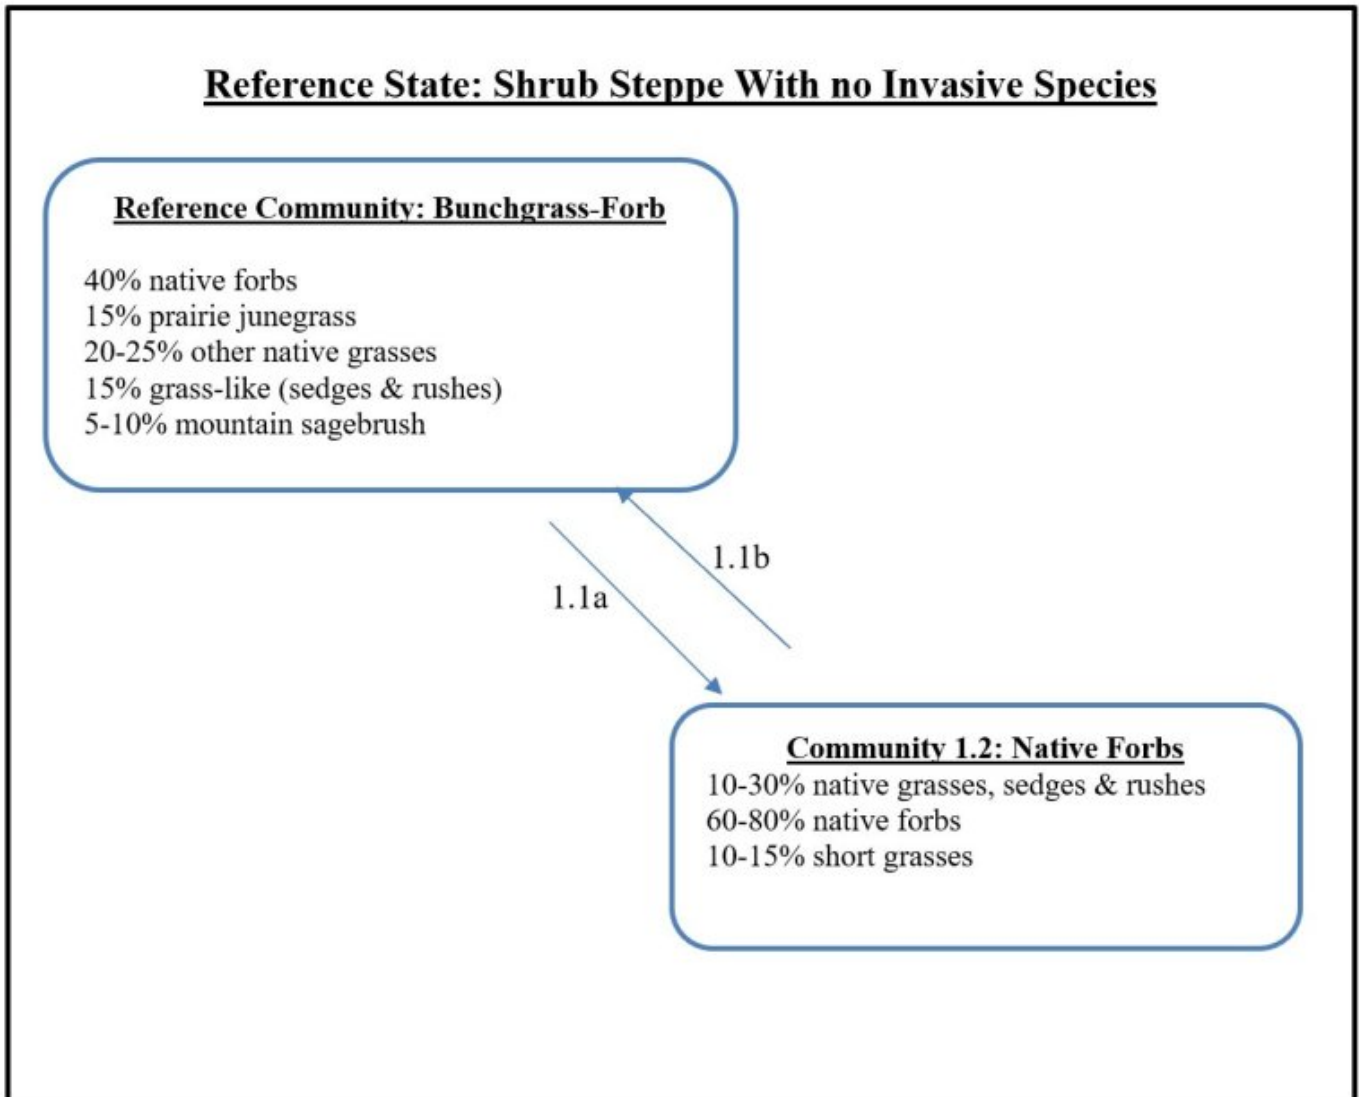 Reference State: Shrub Steppe With no Invasive Species
Reference Community: Bunchgrass-Forb
40% native forbs
15% prairie junegrass
20-25% other native grasses
15% grass-like (sedges & rushes)
5-10% mountain sagebrush
1.1b
1.1a
Community 1.2: Native Forbs
10-30% native grasses, sedges & rushes
60-80% native forbs
10-15% short grasses